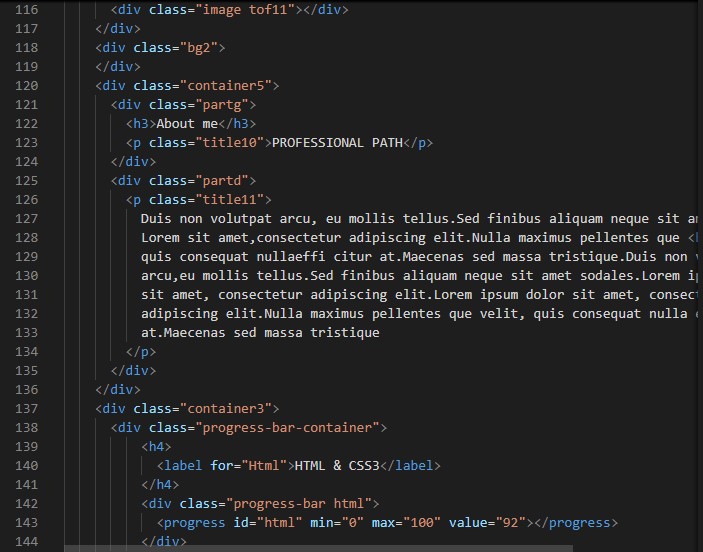 116 <div class="image tof11"></div>
117 </div>
118 <div class="bg2">
119 </div>
120 <div class="container5">
121 <div class="partg">
122 <h3>About me</h3>
123 <p class="title10">PROFESSIONAL PATH</p>
124 </div>
125 <div class="partd">
126 <p class="title11">
127 Duis non volutpat arcu, eu mollis tellus.Sed finibus aliquam neque sit
128 Lorem sit amet,consectetur adipiscing elit.Nulla maximus pellentes que <
129 quis consequat nullaeffi citur at.Maecenas sed massa tristique.Duis non
130 arcu,eu mollis tellus.Sed finibus aliquam neque sit amet sodales.Lorem
131 sit amet, consectetur adipiscing elit.Lorem ipsum dolor sit amet,
132 adipiscing elit.Nulla maximus pellentes que velit, quis consequat nulla
133 at.Maecenas sed massa tristique
134 </p>
135 </div>
136 </div>
137 <div class="container3">
138 <div class="progress-bar-container">
139 <h4>
140 <label for="Html">HTML & CSS3</label>
141 </h4>
142 <div class="progress-bar html">
143 <progress id="html" min="0" max="100" value="92"></progress>
144 </div>